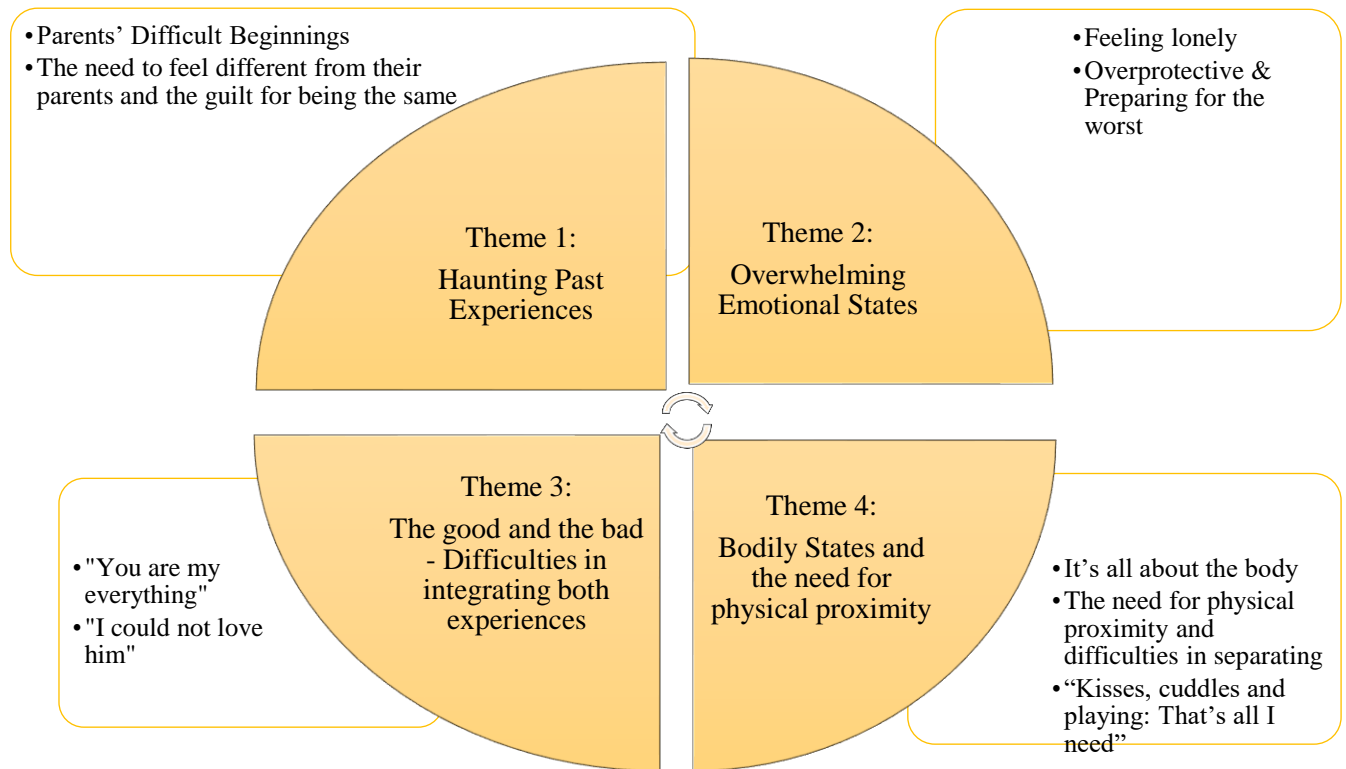 •Parents’ Difficult Beginnings
•The need to feel different from their
parents and the guilt for being the same
•Feeling lonely
•Overprotective &
Preparing for the
worst
Theme 1:
Haunting Past
Experiences
Theme 2:
Overwhelming
Emotional States
Theme 3:
The good and the bad
- Difficulties in
integrating both
experiences
Theme 4:
Bodily States and
the need for
physical proximity
•"You are my
everything"
•"I could not love
him"
•It’s all about the body
•The need for physical
proximity and
difficulties in separating
•“Kisses, cuddles and
playing: That’s all I
need”